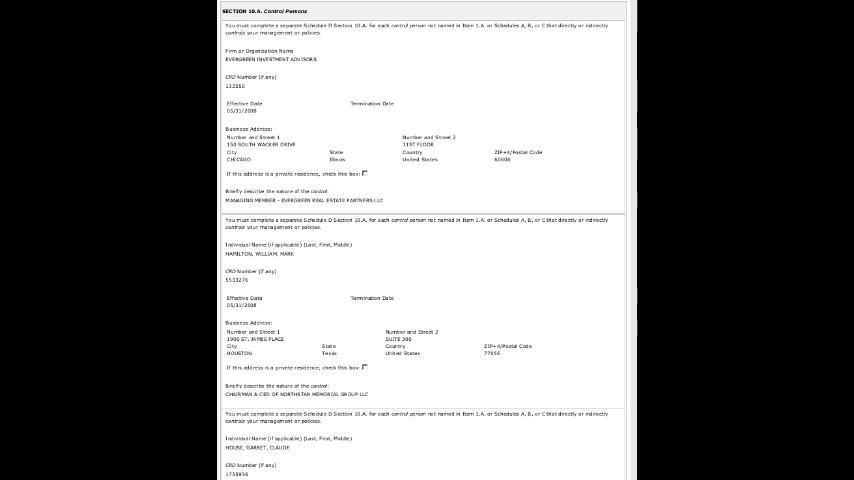 SECTION 10.A. Control Persons
You must complete a separate Schedule D Section 10.A. for each control person not named in Item 1.A. or Schedules A, B, or C that directly or indirectly
controls your management or policies.
Firm or Organization Name
EVERGREEN INVESTMENT ADVISORS
CRD Number (if any)
133550
Effective Date Termination Date
05/31/2008
Business Address:
Number and Street 1 Number and Street 2
150 SOUTH WACKER DRIVE 31ST FLOOR
City State Country ZIP+4/Postal Code
CHICAGO Illinois United States 60606
If this address is a private residence, check this box:
Briefly describe the nature of the control:
MANAGING MEMBER - EVERGREEN REAL ESTATE PARTNERS LLC
You must complete a separate Schedule D Section 10.A. for each control person not named in Item 1.A. or Schedules A, B, or C that directly or indirectly
controls your management or policies.
Individual Name (if applicable) (Last, First, Middle)
HAMILTON, WILLIAM, MARK
CRD Number (if any)
5533276
Effective Date Termination Date
05/31/2008
Business Address:
Number and Street 1 Number and Street 2
1900 ST. JAMES PLACE SUITE 300
City State Country ZIP+4/Postal Code
HOUSTON Texas United States 77056
If this address is a private residence, check this box:
Briefly describe the nature of the control:
CHAIRMAN & CEO OF NORTHSTAR MEMORIAL GROUP LLC
You must complete a separate Schedule D Section 10.A. for each control person not named in Item 1.A. or Schedules A, B, or C that directly or indirectly
controls your management or policies.
Individual Name (if applicable) (Last, First, Middle)
HOUSE, GARRET, CLAUDE
CRD Number (if any)
1735936